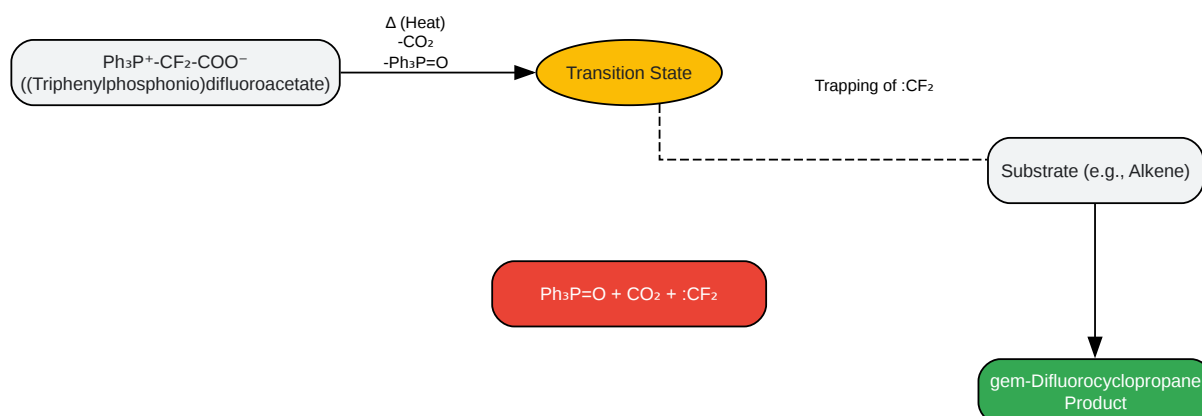 Δ (Heat)
-CO₂
-Ph₃P=O
Ph₃P⁺-CF₂-COO⁻
((Triphenylphosphonio)difluoroacetate)
Transition State
Trapping of :CF₂
Substrate (e.g., Alkene)
Ph₃P=O + CO₂ + :CF₂
gem-Difluorocyclopropane
Product